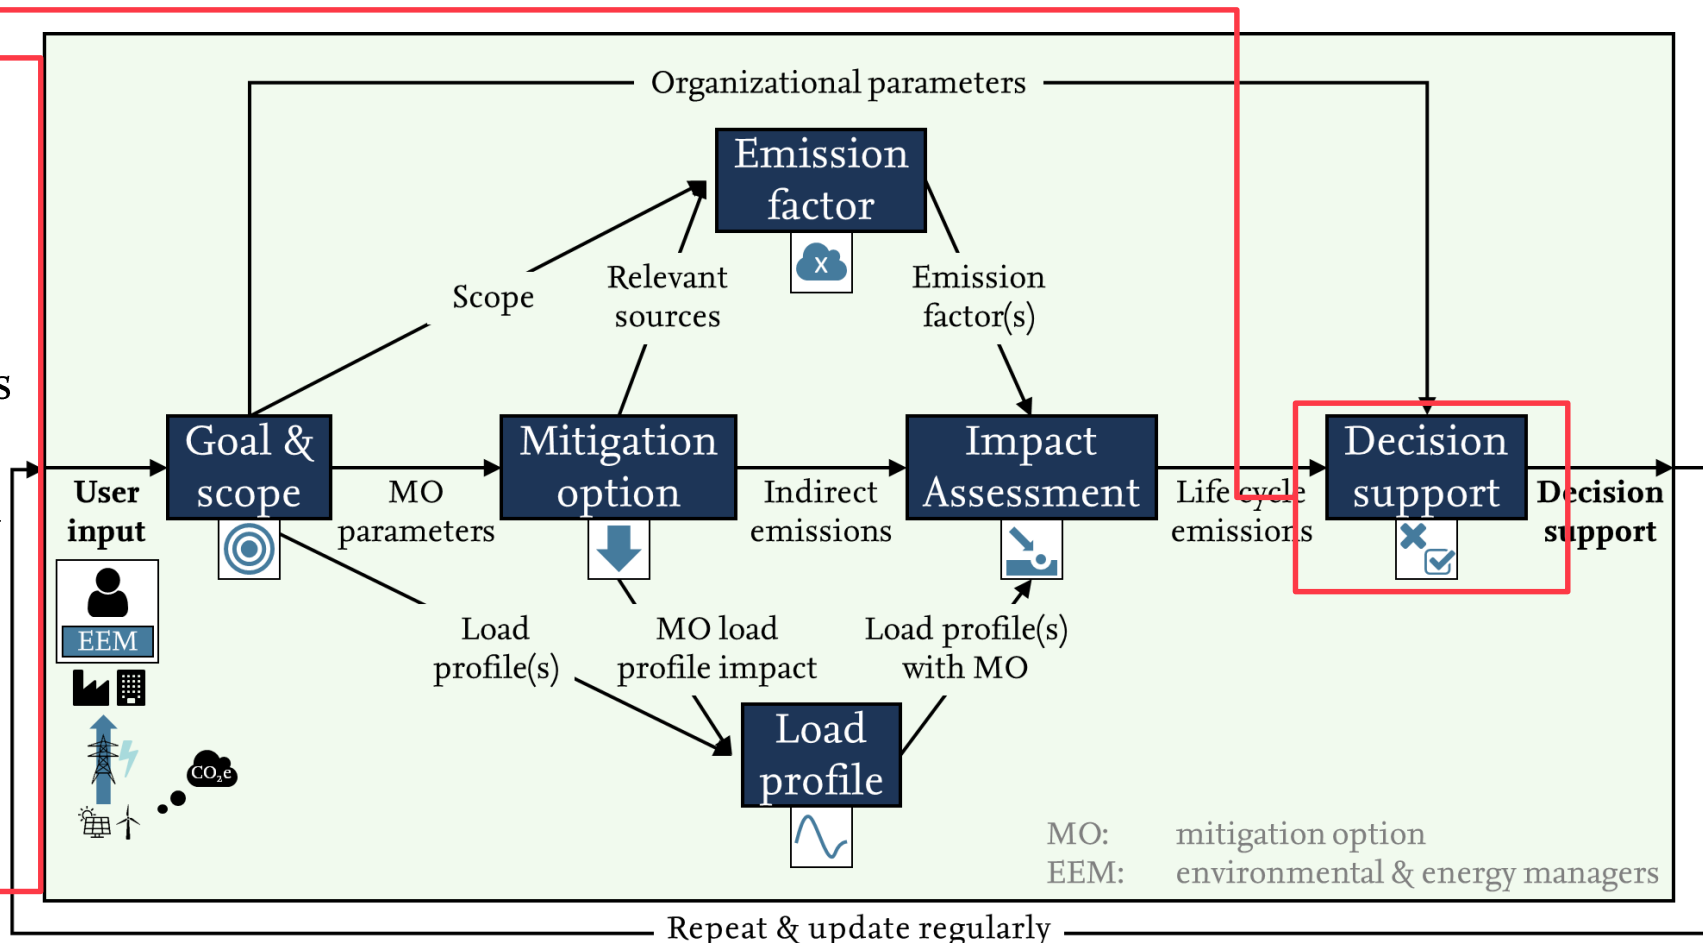 Organizational parameters
Emission
factor
x
Scope
Relevant
sources
Emission
factor(s)
s
Goal &
scope
Mitigation
option
Impact
Assessment
Decision
support
User
input
MO
parameters
Indirect
emissions
Life cycle
emissions
Decision
support
EEM
Load
profile(s)
MO load
profile impact
Load profile(s)
with MO
Load
profile
CO₂e
MO: mitigation option
EEM: environmental & energy managers
Repeat & update regularly